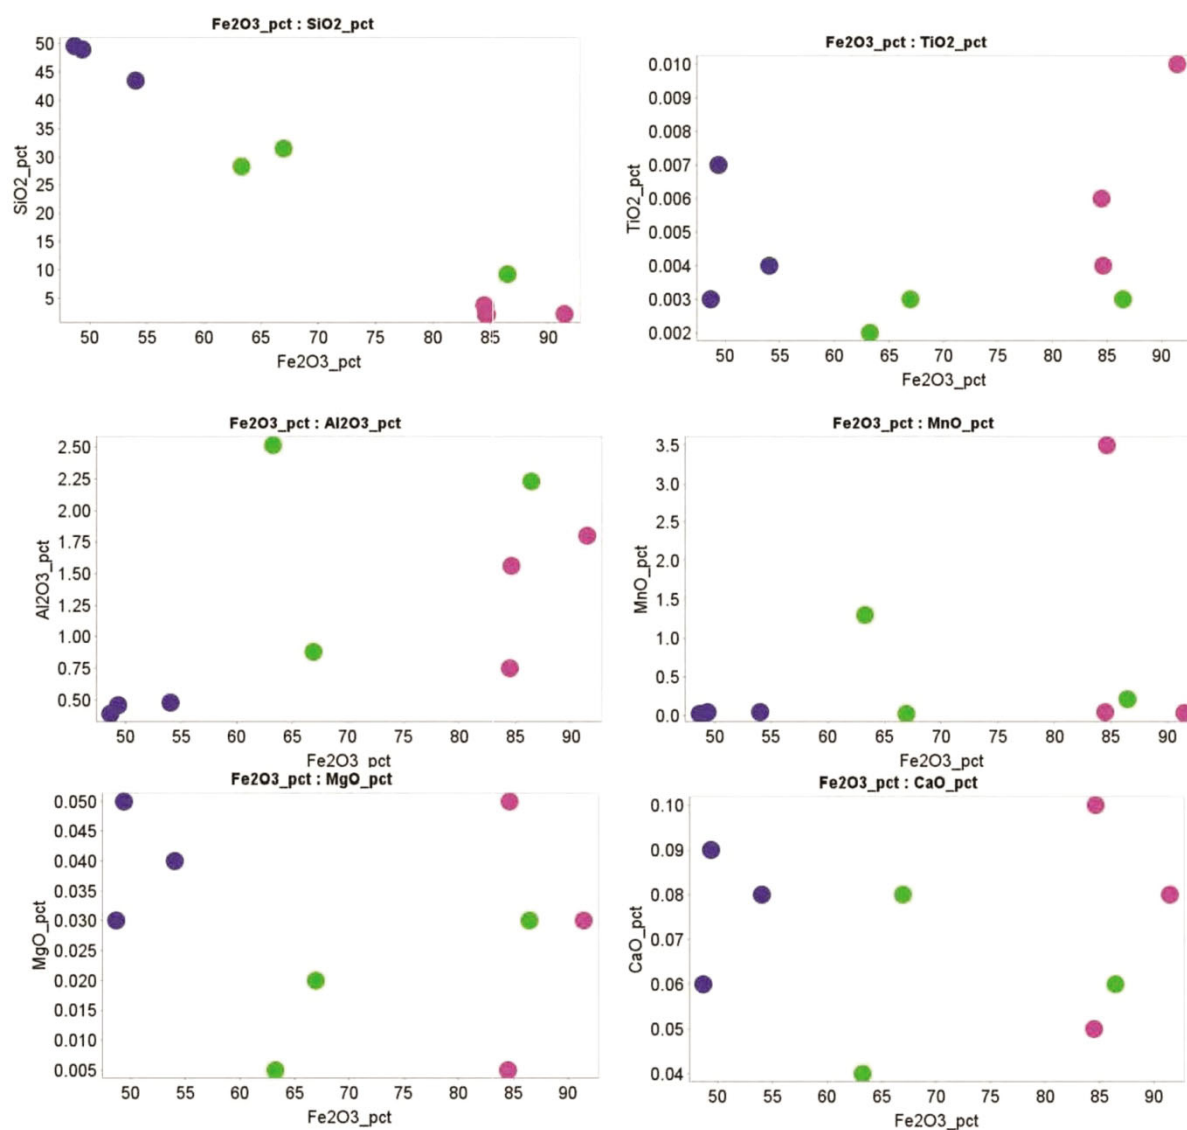 Fe2O3_pct : SiO2_pct
50
45
40
35
30
25
20
15
10
5
SiO2_pct
50 55 60 65 70 75 80 85 90
Fe2O3_pct
Fe2O3_pct : TiO2_pct
0.010
0.009
0.008
0.007
0.006
0.005
0.004
0.003
0.002
TiO2_pct
50 55 60 65 70 75 80 85 90
Fe2O3_pct
Fe2O3_pct : Al2O3_pct
2.50
2.25
2.00
1.75
1.50
1.25
1.00
0.75
0.50
Al2O3_pct
50 55 60 65 70 75 80 85 90
Fe2O3_pct
Fe2O3_pct : MnO_pct
3.5
3.0
2.5
2.0
1.5
1.0
0.5
0.0
MnO_pct
50 55 60 65 70 75 80 85 90
Fe2O3_pct
Fe2O3_pct : MgO_pct
0.050
0.045
0.040
0.035
0.030
0.025
0.020
0.015
0.010
0.005
MgO_pct
50 55 60 65 70 75 80 85 90
Fe2O3_pct
Fe2O3_pct : CaO_pct
0.10
0.09
0.08
0.07
0.06
0.05
0.04
CaO_pct
50 55 60 65 70 75 80 85 90
Fe2O3_pct